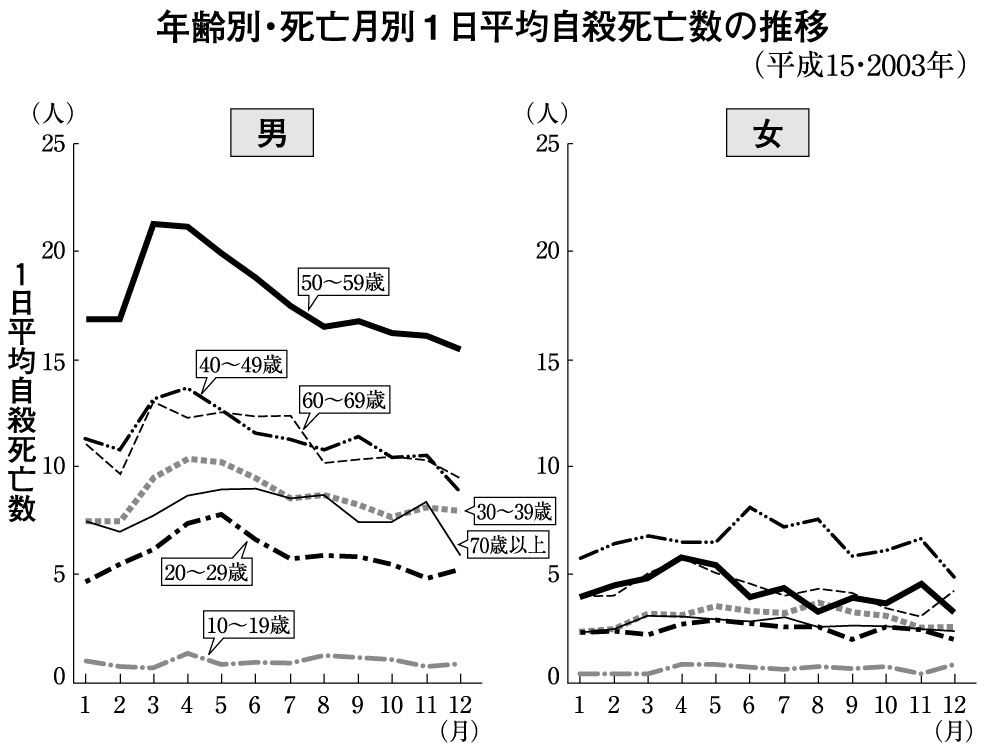 年齢別・死亡月別1日平均自殺死亡数の推移
（平成15・2003年）
（人）
男
25
20
15
10
5
0
1日平均自殺死亡数
50～59歳
40～49歳
60～69歳
30～39歳
70歳以上
20～29歳
10～19歳
1 2 3 4 5 6 7 8 9 10 11 12
（月）
（人）
女
25
20
15
10
5
0
1 2 3 4 5 6 7 8 9 10 11 12
（月）